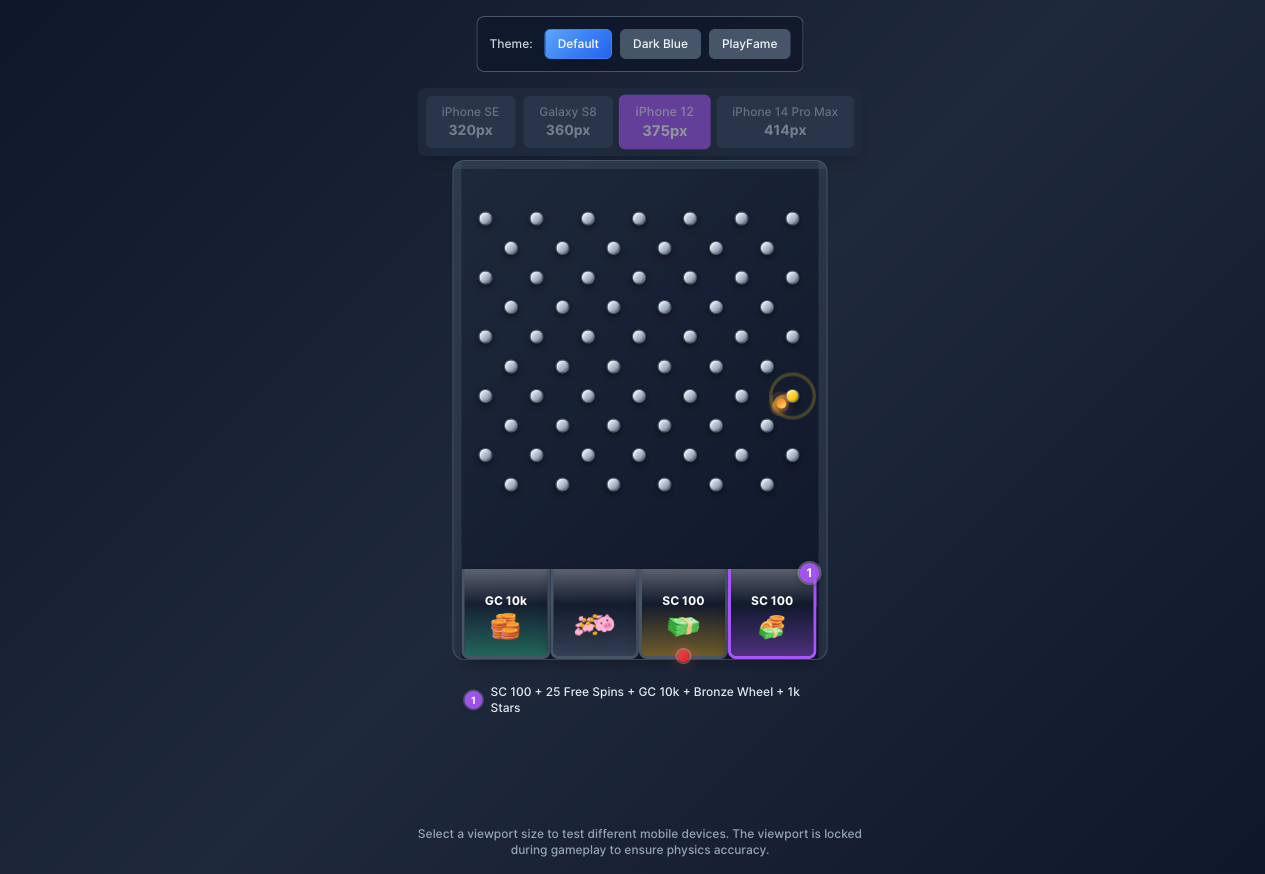 Theme: Default Dark Blue PlayFame
iPhone SE Galaxy S8 iPhone 12 iPhone 14 Pro Max
320px 360px 375px 414px
1
GC 10k SC 100 SC 100
1 SC 100 + 25 Free Spins + GC 10k + Bronze Wheel + 1k
Stars
Select a viewport size to test different mobile devices. The viewport is locked
during gameplay to ensure physics accuracy.